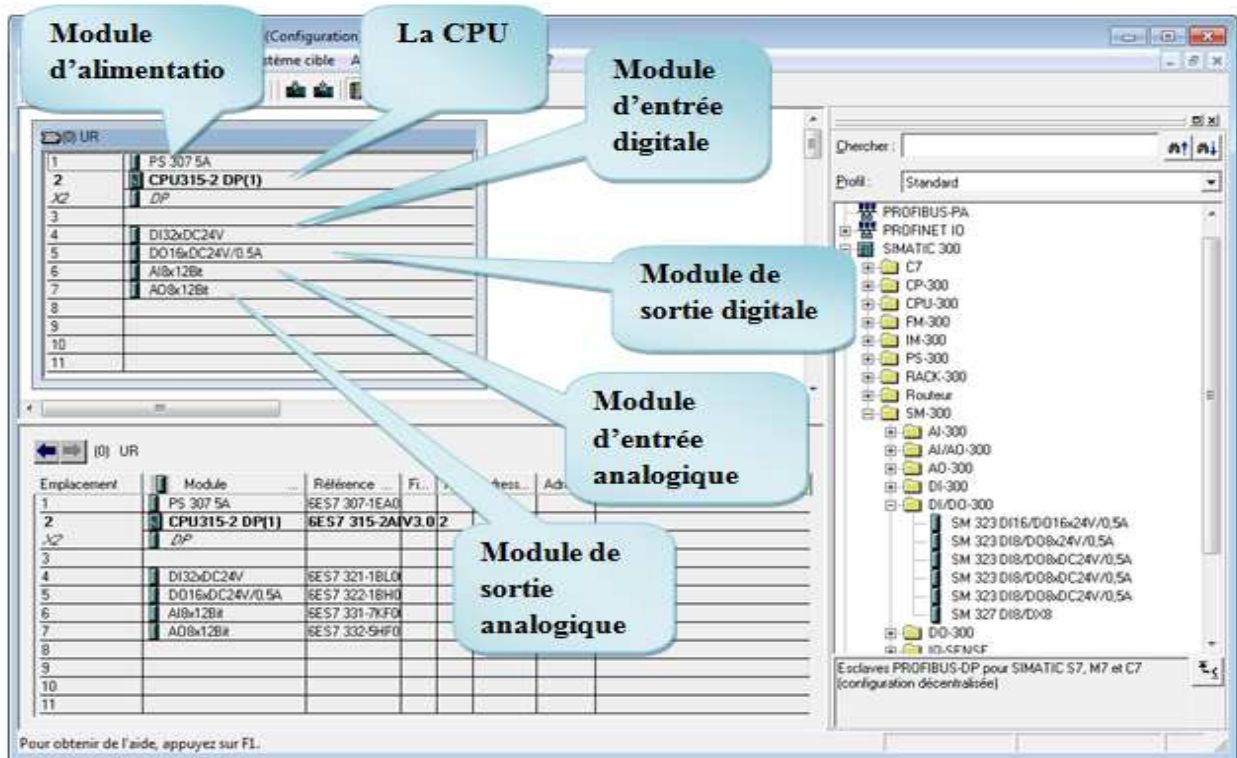 Module
d'alimentatio
La CPU
(Configuration
stème cible A
?
Module
d'entrée
digitale
Module de
sortie digitale
Module
d'entrée
analogique
Module de
sortie
analogique
(0) UR
1 PS 307 5A
2 CPU315-2 DP(1)
X2 DP
3
4 DI32xDC24V
5 DO16xDC24V/0.5A
6 AI8x12Bit
7 AO8x12Bit
8
9
10
11
(0) UR
Emplacement Module ... Référence ... Fi...
1 PS 307 5A 6ES7 307-1EA0
2 CPU315-2 DP(1) 6ES7 315-2A V3.0 2
X2 DP
3
4 DI32xDC24V 6ES7 321-1BL0
5 DO16xDC24V/0.5A 6ES7 322-1BH0
6 AI8x12Bit 6ES7 331-7KF0
7 AO8x12Bit 6ES7 332-5HF0
8
9
10
11
Chercher :
Profil : Standard
PROFIBUS-PA
PROFINET IO
SIMATIC 300
C7
CP-300
CPU-300
FM-300
IM-300
PS-300
RACK-300
Routeur
SM-300
AI-300
AI/AO-300
AO-300
DI-300
DI/DO-300
SM 323 DI16/DO16x24V/0,5A
SM 323 DI8/DO8x24V/0,5A
SM 323 DI8/DO8xDC24V/0,5A
SM 323 DI8/DO8xDC24V/0,5A
SM 323 DI8/DO8xDC24V/0,5A
SM 327 DI8/DX8
DO-300
IQ-SENSE
Esclaves PROFIBUS-DP pour SIMATIC S7, M7 et C7
(configuration décentralisée)
Pour obtenir de l'aide, appuyez sur F1.